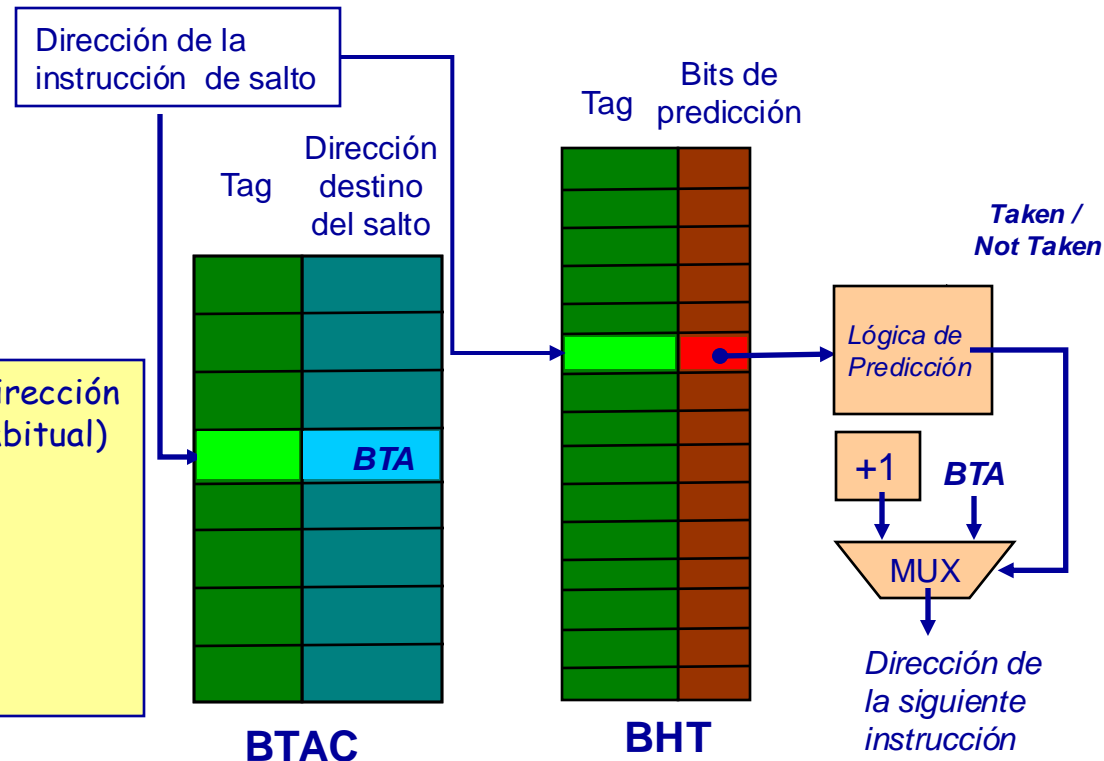 Dirección de la
instrucción de salto
Bits de
predicción
Tag
Dirección
destino
del salto
Tag
Taken /
Not Taken
Lógica de
Predicción
BTA
+1
BTA
MUX
Dirección de
la siguiente
instrucción
BTAC
BHT